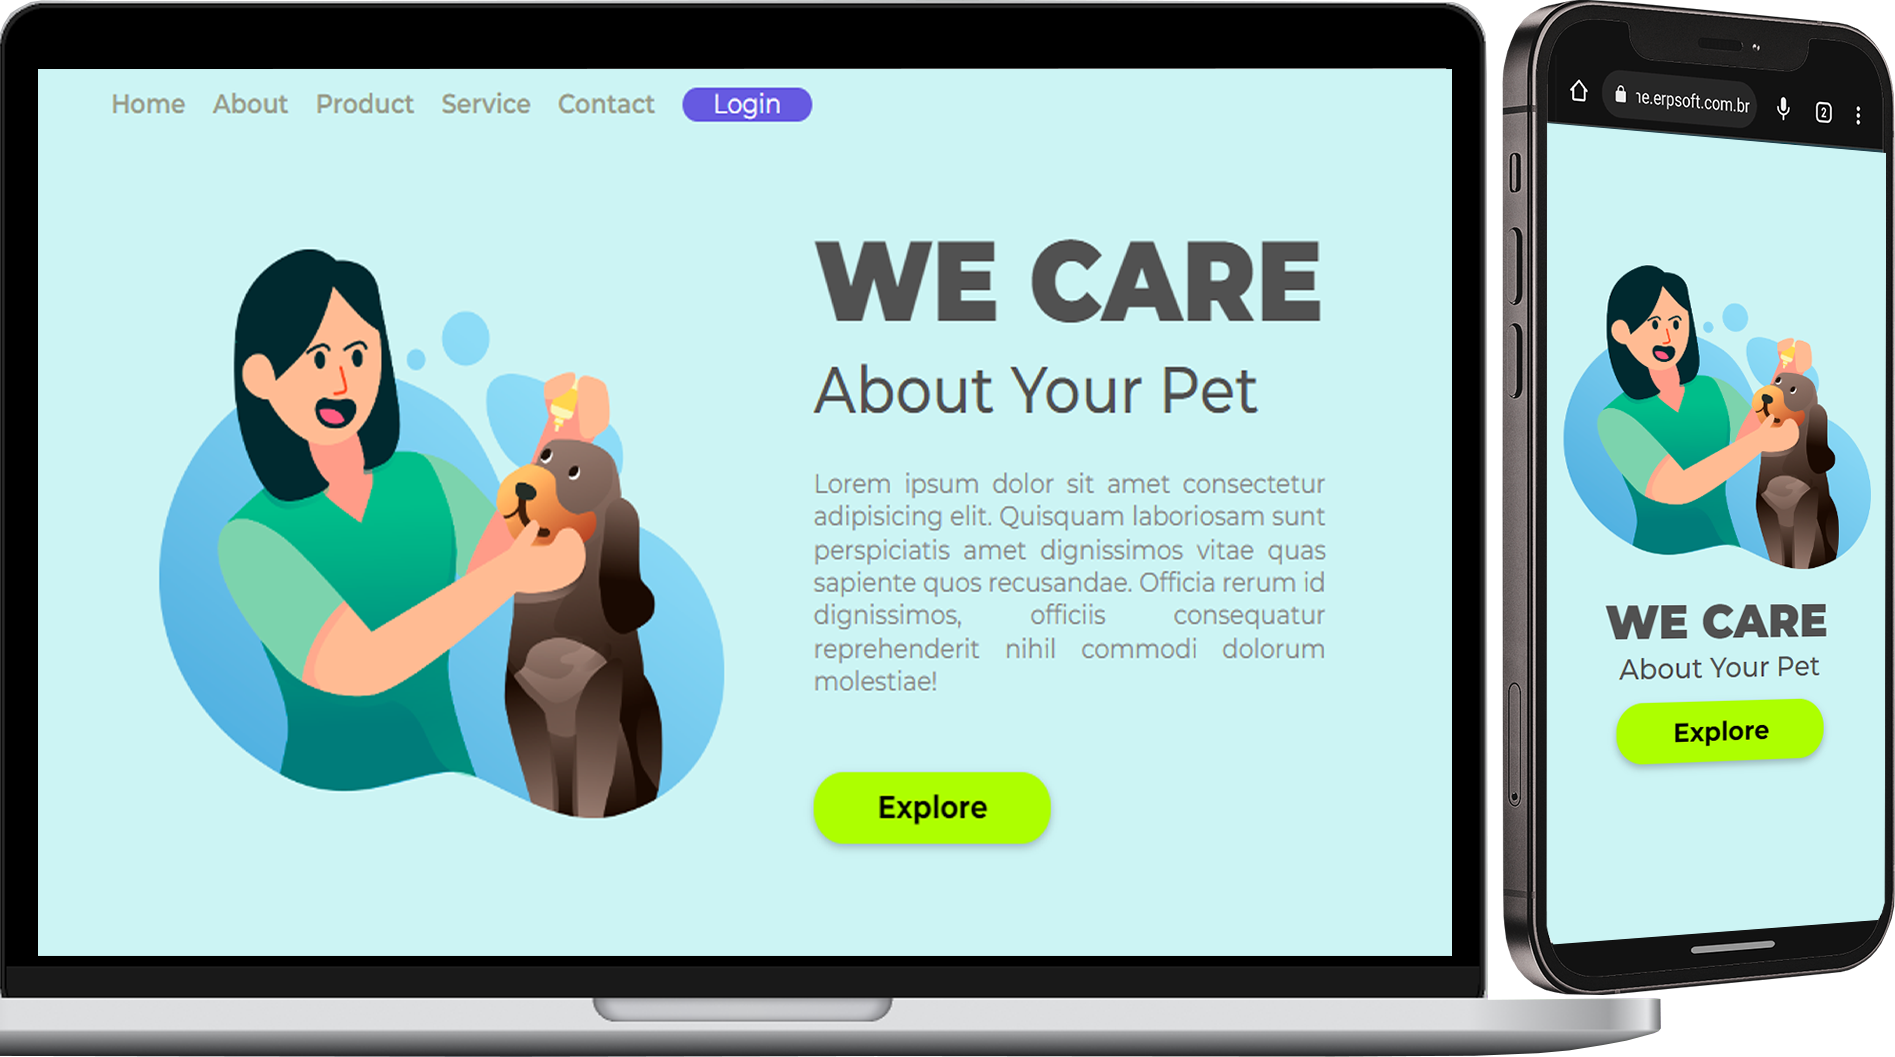 Home About Product Service Contact Login
WE CARE
About Your Pet
Lorem ipsum dolor sit amet consectetur
adipisicing elit. Quisquam laboriosam sunt
perspiciatis amet dignissimos vitae quas
sapiente quos recusandae. Officia rerum id
dignissimos, officiis consequatur
reprehenderit nihil commodi dolorum
molestiae!
Explore
ne.erpsoft.com.br 2
WE CARE
About Your Pet
Explore